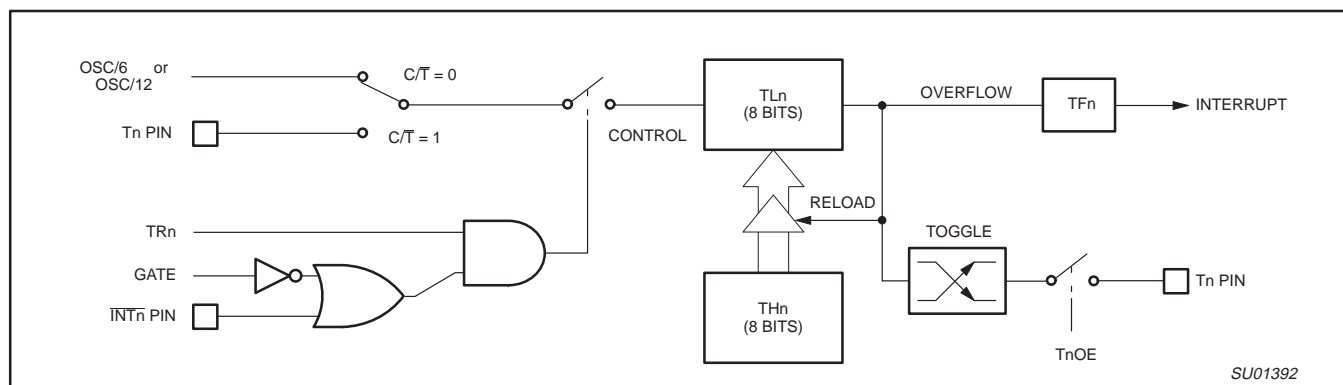 OSC/6 or
OSC/12
C/T̅ = 0
Tn PIN
C/T̅ = 1
CONTROL
TLn
(8 BITS)
OVERFLOW
TFn
INTERRUPT
RELOAD
TRn
GATE
I̅N̅T̅n̅ PIN
THn
(8 BITS)
TOGGLE
Tn PIN
TnOE
SU01392